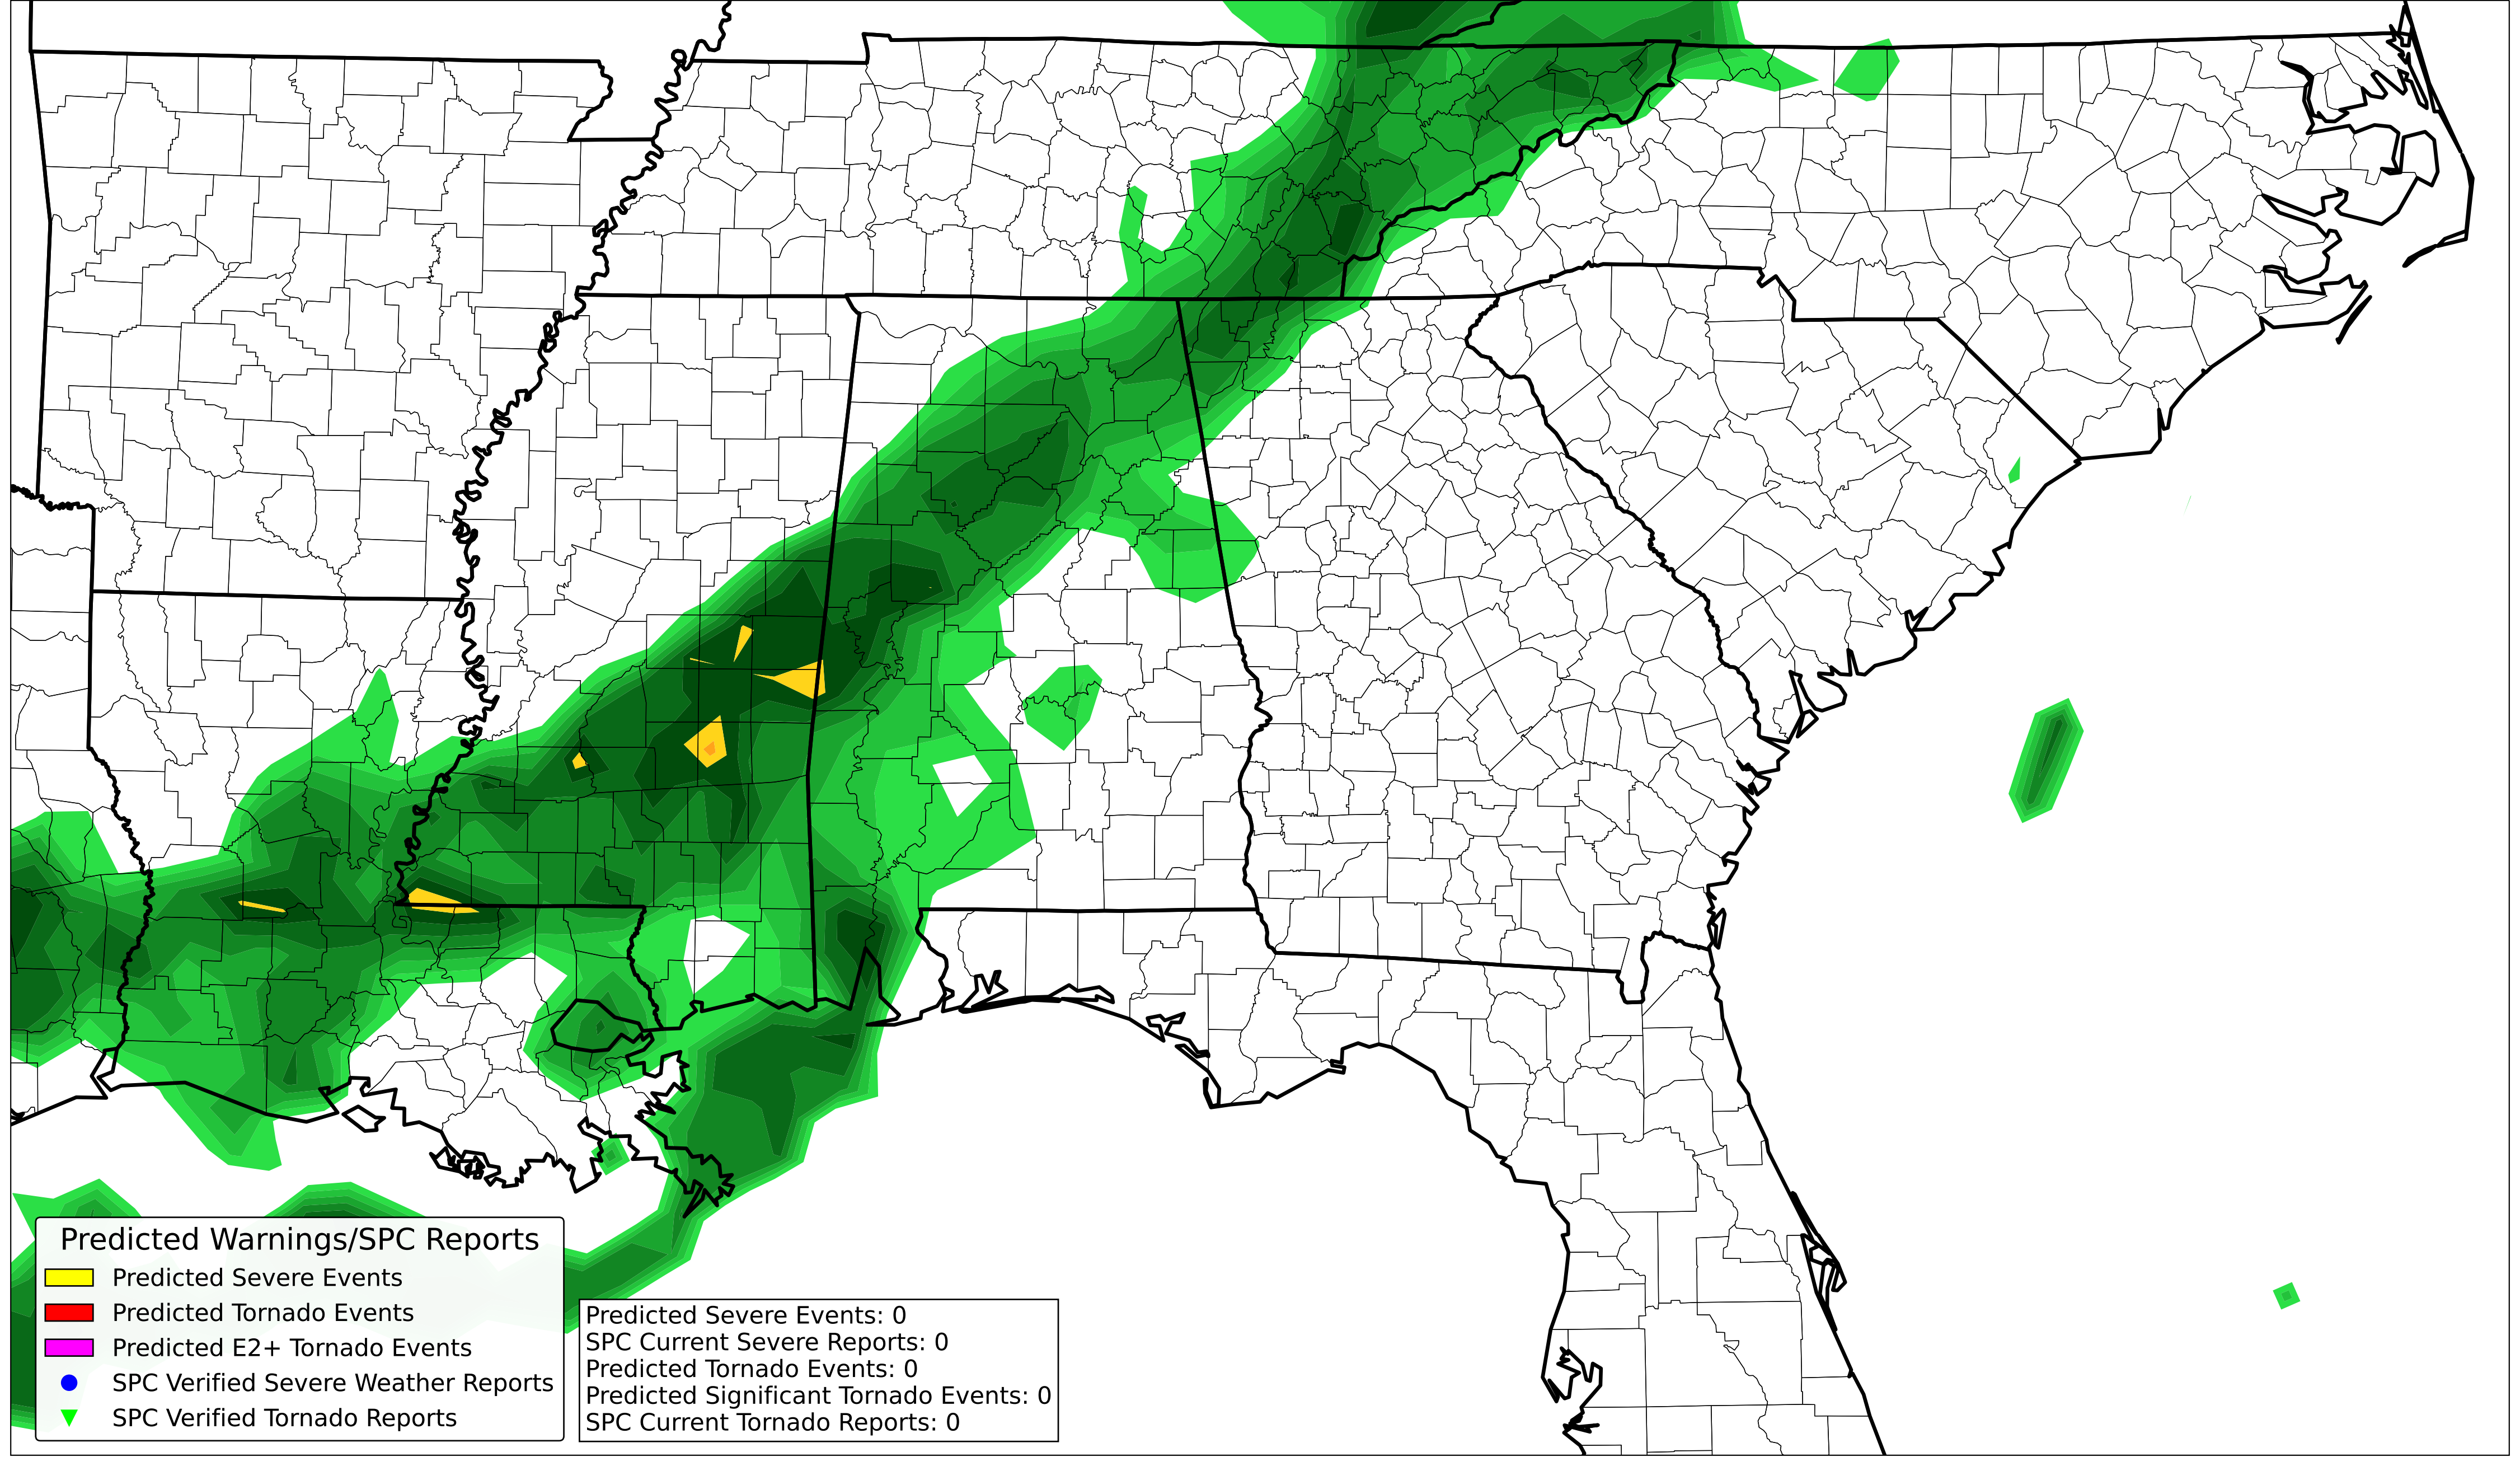 Predicted Warnings/SPC Reports
Predicted Severe Events
Predicted Tornado Events
Predicted E2+ Tornado Events
SPC Verified Severe Weather Reports
SPC Verified Tornado Reports
Predicted Severe Events: 0
SPC Current Severe Reports: 0
Predicted Tornado Events: 0
Predicted Significant Tornado Events: 0
SPC Current Tornado Reports: 0